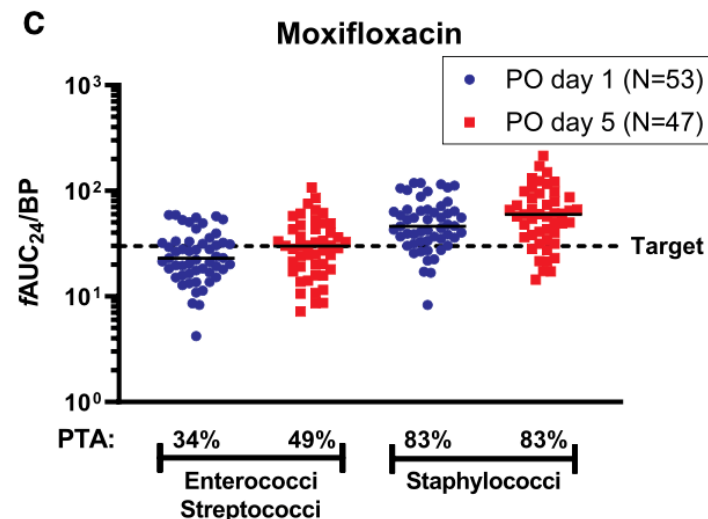 C
Moxifloxacin
PO day 1 (N=53)
PO day 5 (N=47)
10³
10²
10¹
10⁰
fAUC₂₄/BP
Target
PTA: 34% 49% 83% 83%
Enterococci Staphylococci
Streptococci